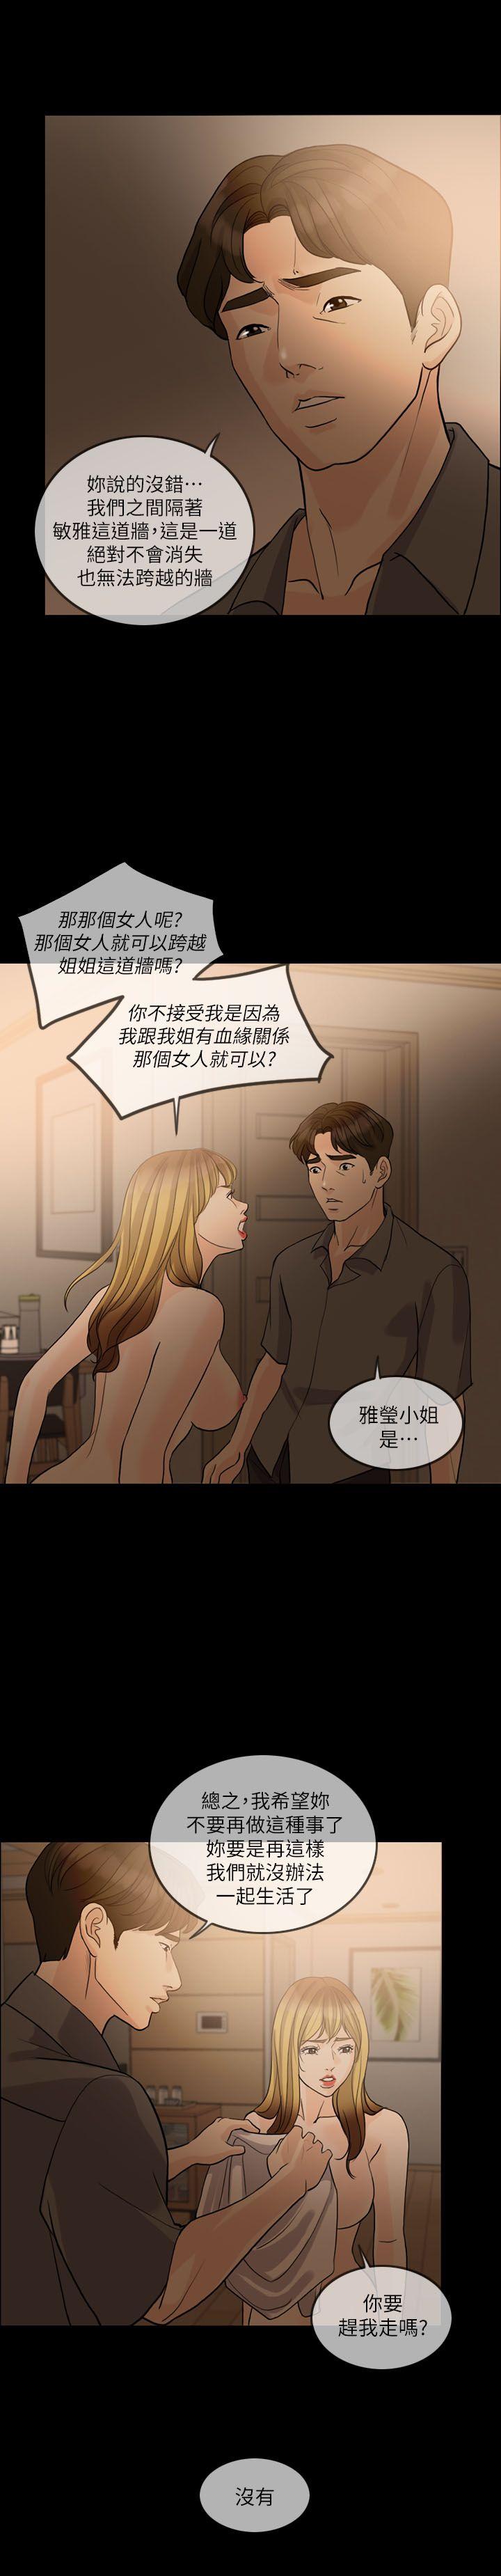 妳說的沒錯⋯
我們之間隔著
敏雅這道牆，這是一道
絕對不會消失
也無法跨越的牆
那那個女人呢?
那個女人就可以跨越
姐姐這道牆嗎?
你不接受我是因為
我跟我姐有血緣關係
那個女人就可以?
雅瑩小姐
是⋯
總之，我希望妳
不要再做這種事了
妳要是再這樣
我們就沒辦法
一起生活了
你要
趕我走嗎?
沒有